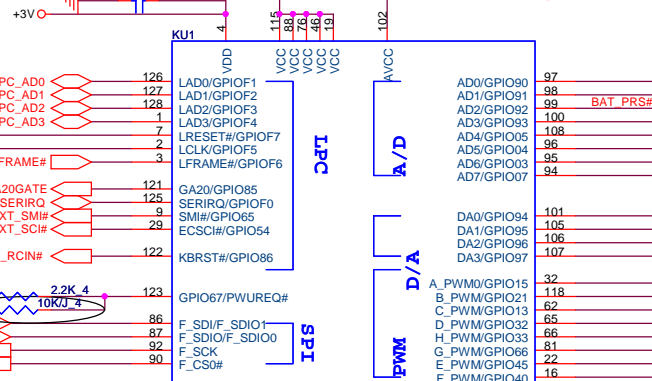 +3V
4
115
88
76
46
19
102
KU1
VDD
VCC
VCC
VCC
VCC
VCC
AVCC
PC_AD0 126 LAD0/GPIOF1
PC_AD1 127 LAD1/GPIOF2
PC_AD2 128 LAD2/GPIOF3
PC_AD3 1 LAD3/GPIOF4
7 LRESET#/GPIOF7
2 LCLK/GPIOF5
FRAME# 3 LFRAME#/GPIOF6
LPC
A20GATE 121 GA20/GPIO85
SERIRQ 125 SERIRQ/GPIOF0
XT_SMI# 9 SMI#/GPIO65
XT_SCI# 29 ECSCI#/GPIO54
_RCIN# 122 KBRST#/GPIO86
2.2K_4
10K/J_4
123 GPIO67/PWUREQ#
86 F_SDI/F_SDIO1
87 F_SDIO/F_SDIO0
92 F_SCK
90 F_CS0#
SPI
A/D
AD0/GPIO90 97
AD1/GPIO91 98
AD2/GPIO92 99 BAT_PRS#
AD3/GPIO93 100
AD4/GPIO05 108
AD5/GPIO04 96
AD6/GPIO03 95
AD7/GPIO07 94
D/A
DA0/GPIO94 101
DA1/GPIO95 105
DA2/GPIO96 106
DA3/GPIO97 107
PWM
A_PWM0/GPIO15 32
B_PWM/GPIO21 118
C_PWM/GPIO13 62
D_PWM/GPIO32 65
H_PWM/GPIO33 66
G_PWM/GPIO66 81
E_PWM/GPIO45 22
F_PWM/GPIO40 16